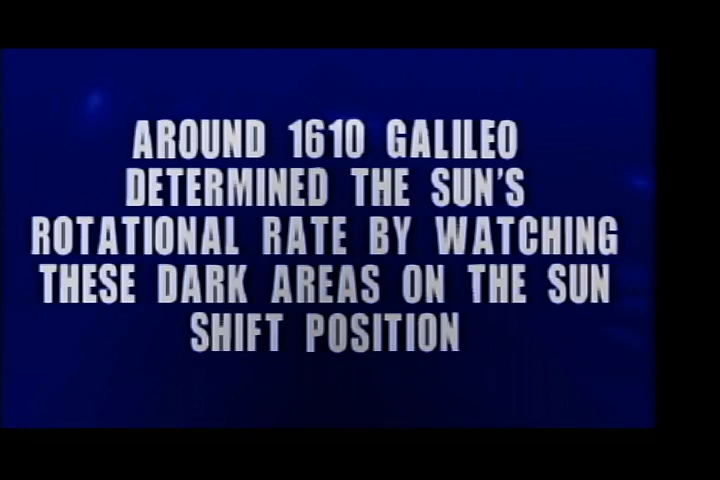 AROUND 1610 GALILEO
DETERMINED THE SUN'S
ROTATIONAL RATE BY WATCHING
THESE DARK AREAS ON THE SUN
SHIFT POSITION